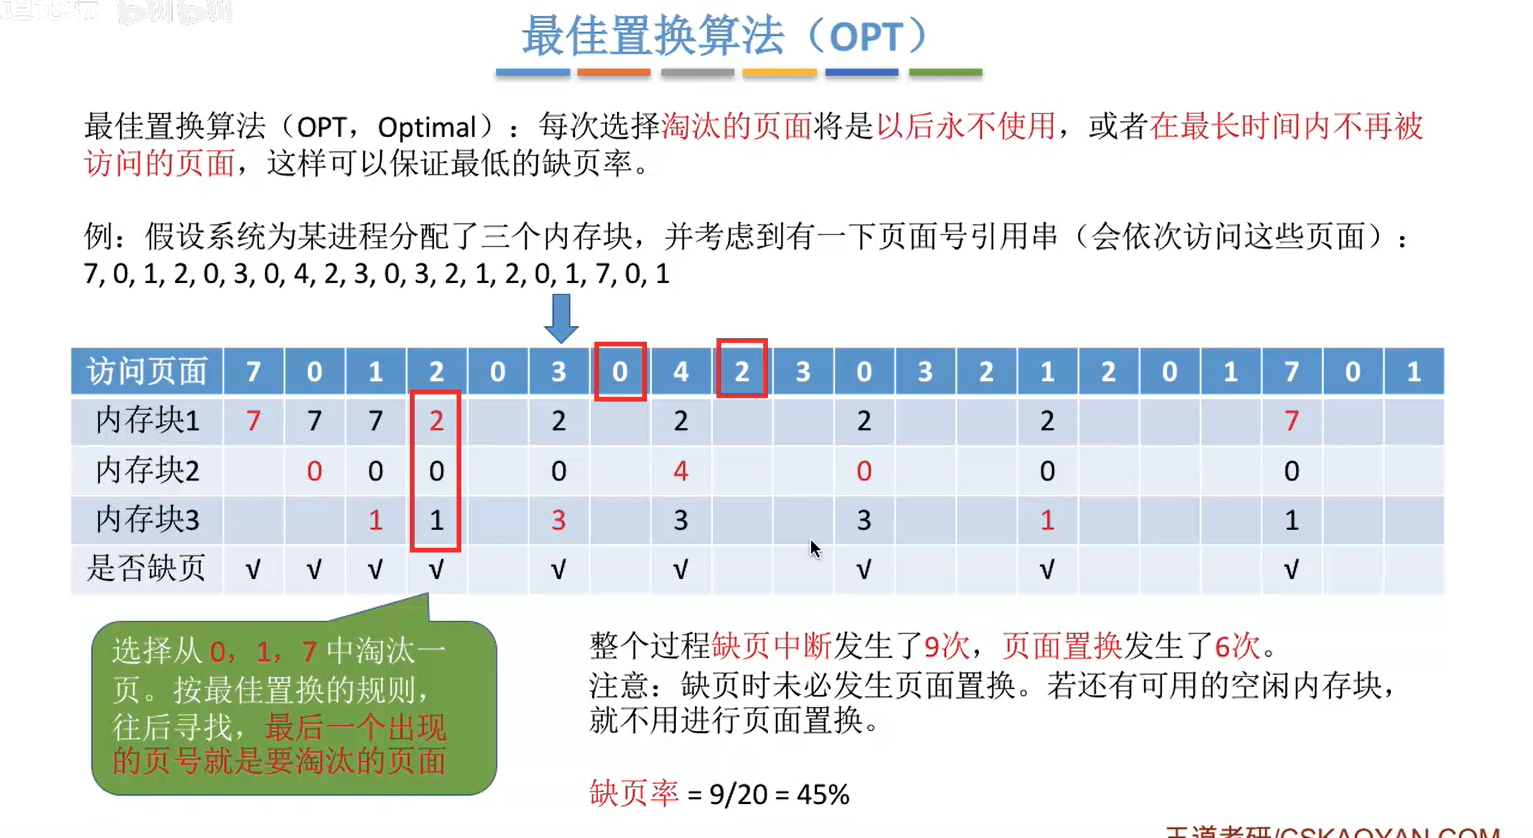 最佳置换算法（OPT）
最佳置换算法（OPT，Optimal）：每次选择淘汰的页面将是以后永不使用，或者在最长时间内不再被
访问的页面，这样可以保证最低的缺页率。
例：假设系统为某进程分配了三个内存块，并考虑到有一下页面号引用串（会依次访问这些页面）：
7, 0, 1, 2, 0, 3, 0, 4, 2, 3, 0, 3, 2, 1, 2, 0, 1, 7, 0, 1
访问页面 7 0 1 2 0 3 0 4 2 3 0 3 2 1 2 0 1 7 0 1
内存块1 7 7 7 2 2 2 2 2 7
内存块2 0 0 0 0 4 0 0 0
内存块3 1 1 3 3 3 1 1
是否缺页 √ √ √ √ √ √ √ √ √
选择从 0，1，7 中淘汰一
页。按最佳置换的规则，
往后寻找，最后一个出现
的页号就是要淘汰的页面
整个过程缺页中断发生了9次，页面置换发生了6次。
注意：缺页时未必发生页面置换。若还有可用的空闲内存块，
就不用进行页面置换。
缺页率 = 9/20 = 45%
王道考研/CSKAOYAN.COM